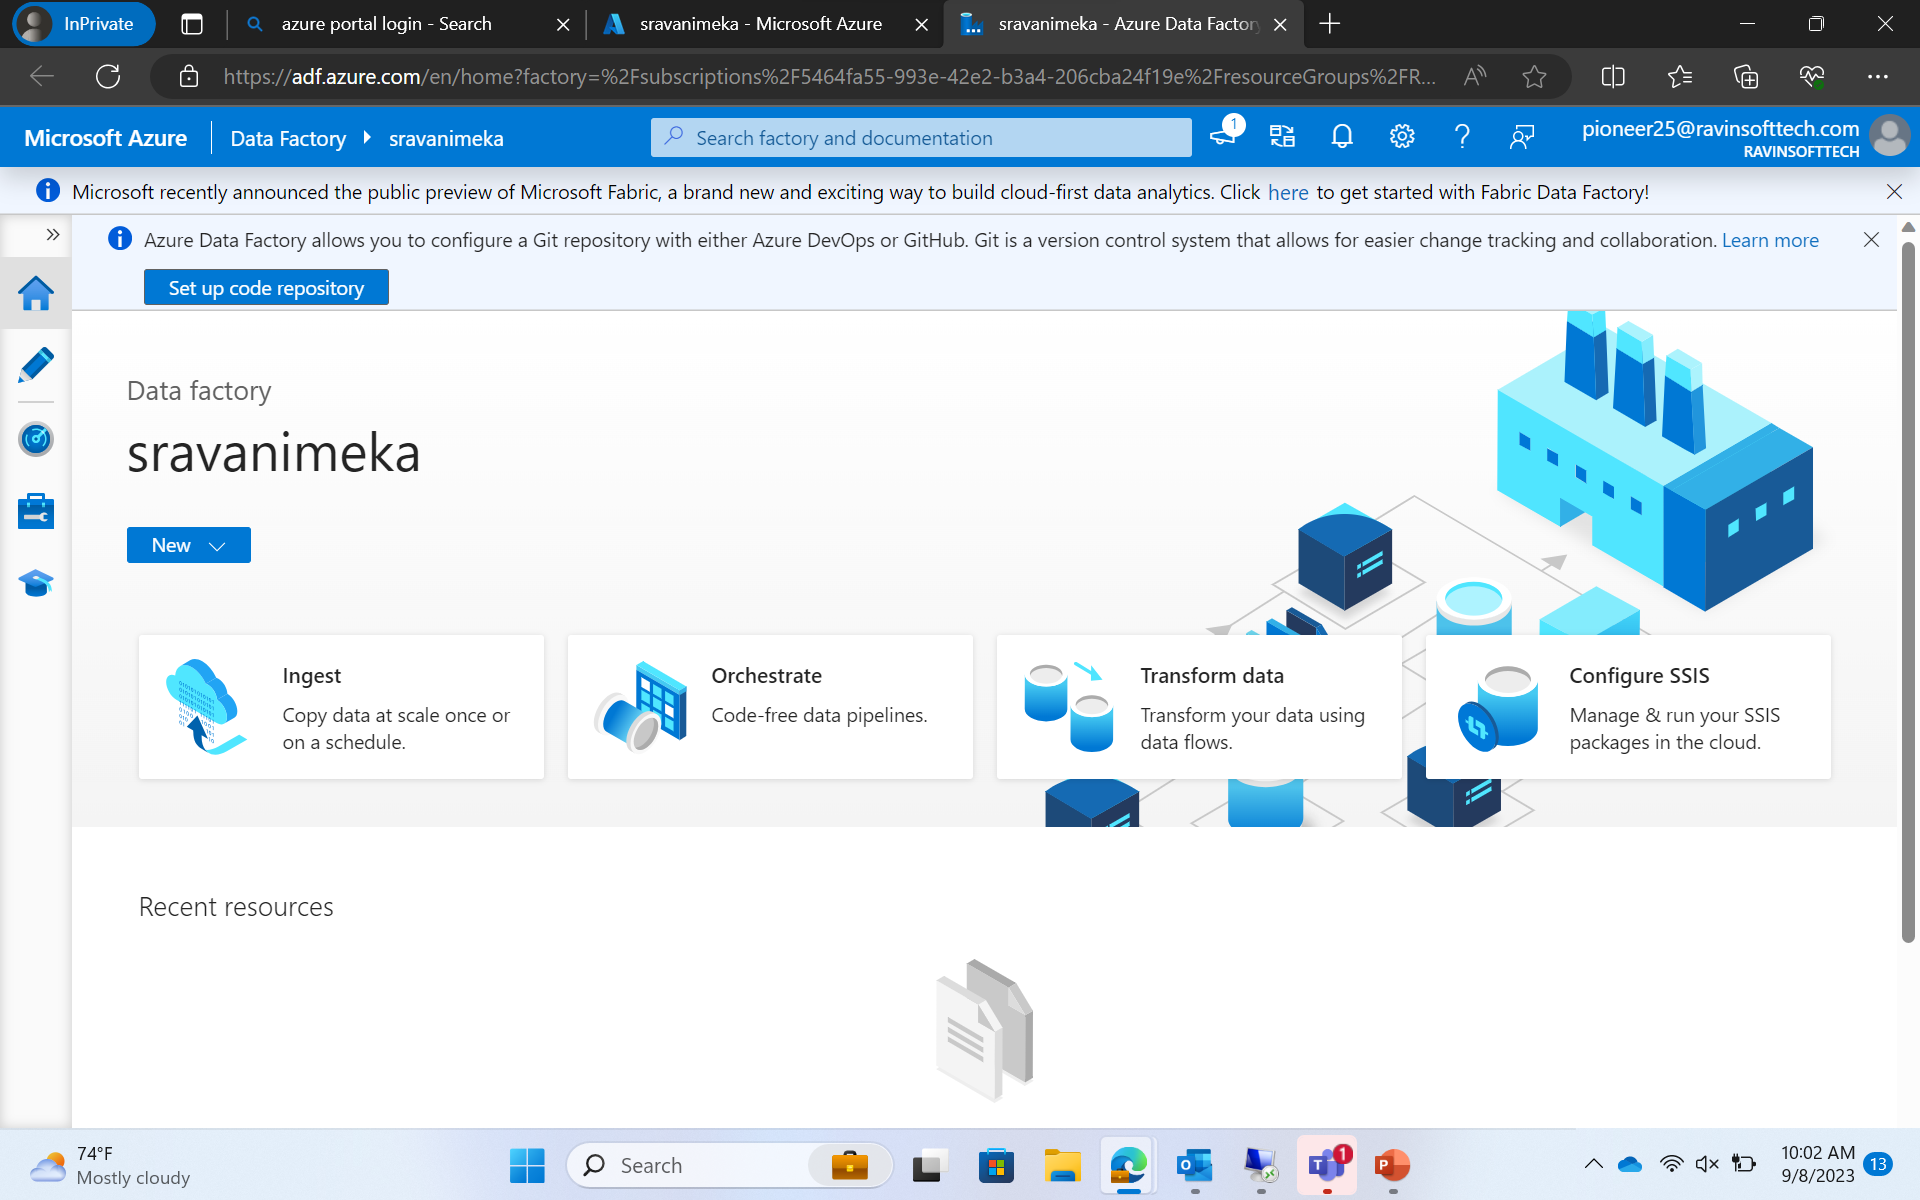 InPrivate
azure portal login - Search
sravanimeka - Microsoft Azure
sravanimeka - Azure Data Factory
https://adf.azure.com/en/home?factory=%2Fsubscriptions%2F5464fa55-993e-42e2-b3a4-206cba24f19e%2FresourceGroups%2FR...
Microsoft Azure
Data Factory
sravanimeka
Search factory and documentation
1
pioneer25@ravinsofttech.com
RAVINSOFTTECH
Microsoft recently announced the public preview of Microsoft Fabric, a brand new and exciting way to build cloud-first data analytics. Click here to get started with Fabric Data Factory!
Azure Data Factory allows you to configure a Git repository with either Azure DevOps or GitHub. Git is a version control system that allows for easier change tracking and collaboration. Learn more
Set up code repository
Data factory
sravanimeka
New
Ingest
Copy data at scale once or
on a schedule.
Orchestrate
Code-free data pipelines.
Transform data
Transform your data using
data flows.
Configure SSIS
Manage & run your SSIS
packages in the cloud.
Recent resources
74°F
Mostly cloudy
Search
1
10:02 AM
9/8/2023
13